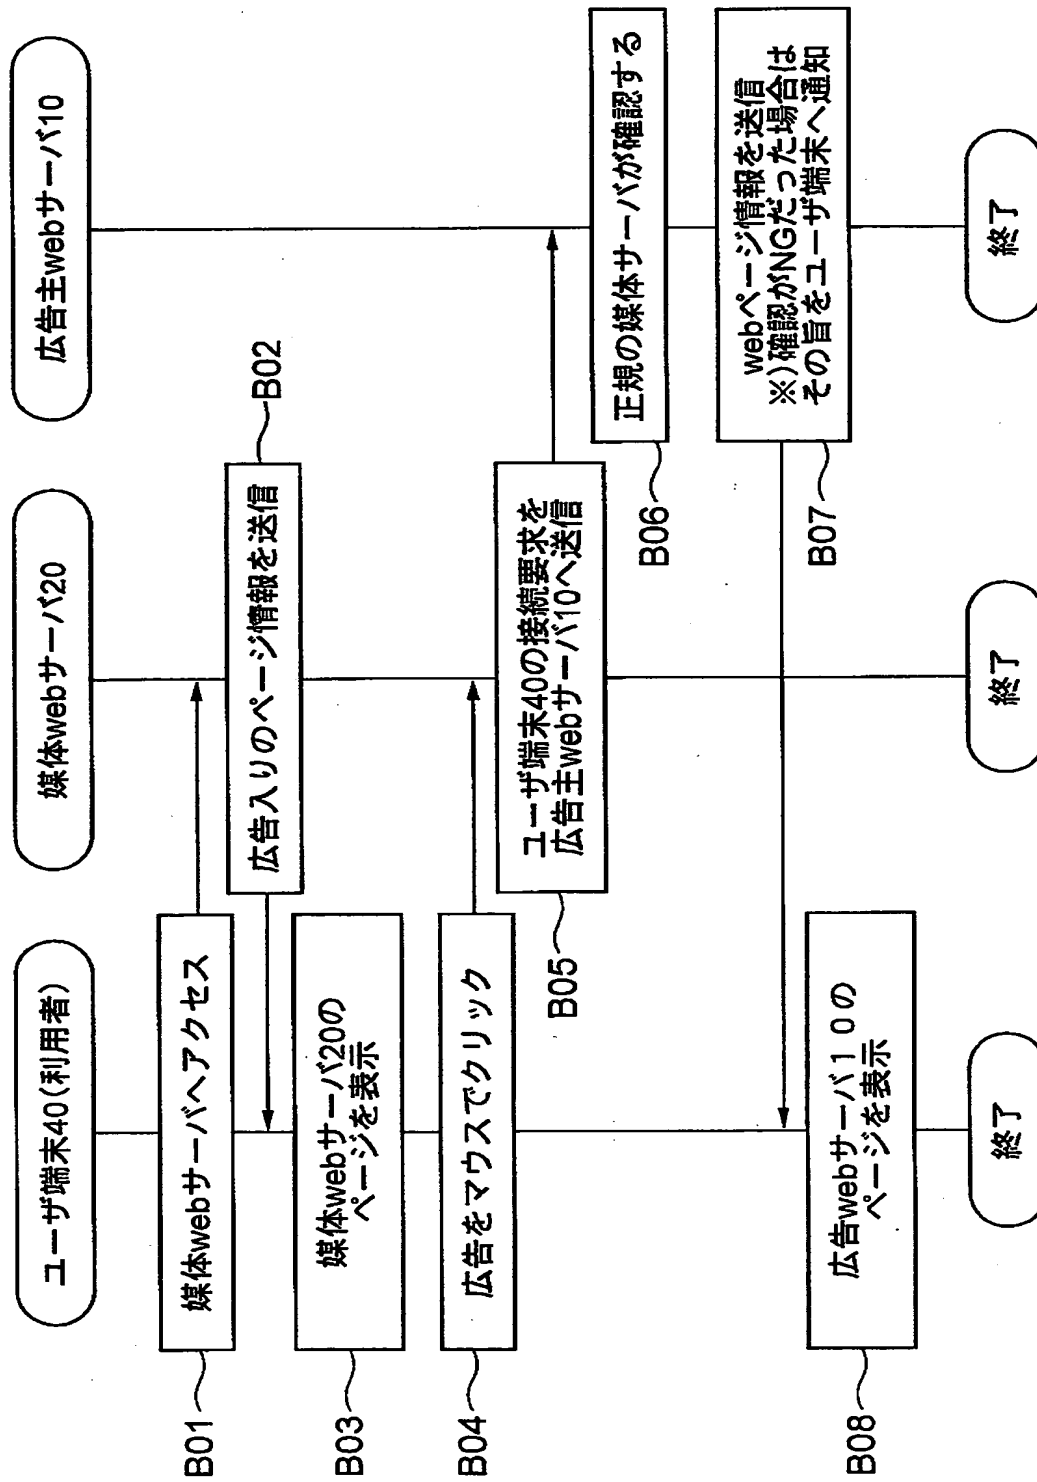 ユーザ端末40(利用者)
媒体webサーバ20
広告主webサーバ10
B01
媒体webサーバへアクセス
広告入りのページ情報を送信
B02
B03
媒体webサーバ20の
ページを表示
B04
広告をマウスでクリック
B05
ユーザ端末40の接続要求を
広告主webサーバ10へ送信
B06
正規の媒体サーバが確認する
B07
webページ情報を送信
※)確認がNGだった場合は
その旨をユーザ端末へ通知
B08
広告webサーバ10の
ページを表示
終了
終了
終了